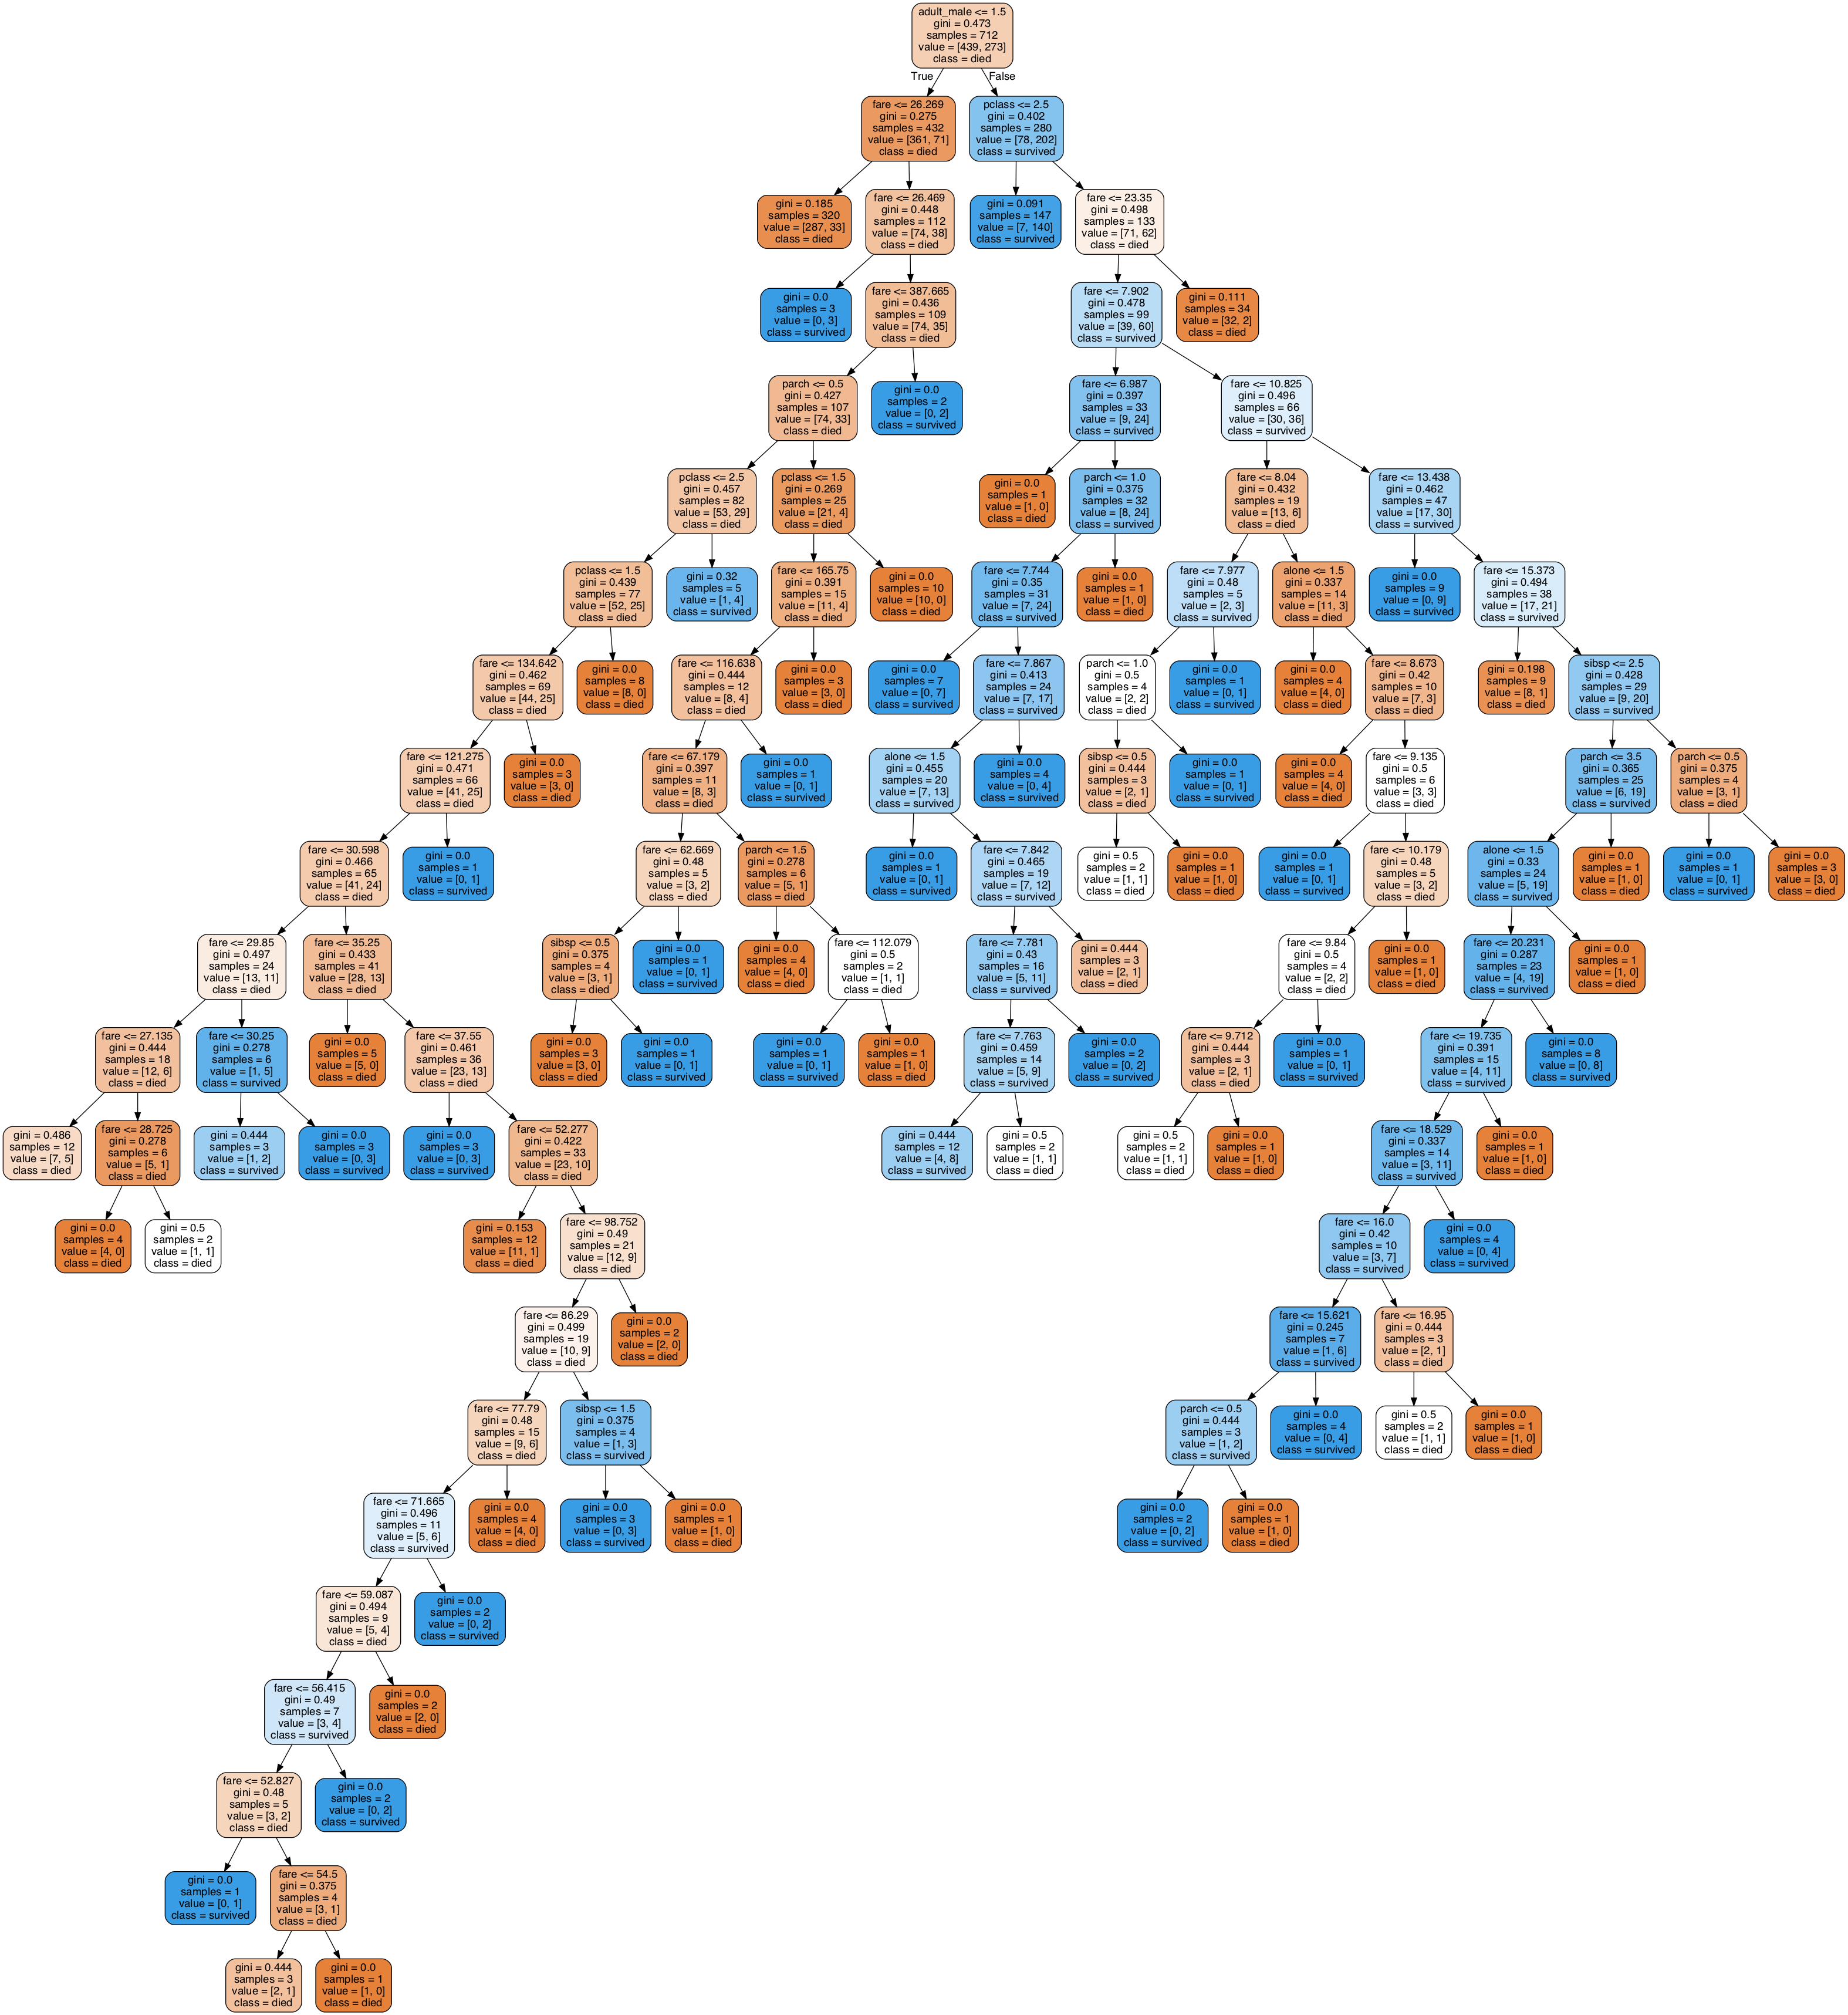 adult_male <= 1.5
gini = 0.473
samples = 712
value = [439, 273]
class = died
True
False
fare <= 26.269
gini = 0.275
samples = 432
value = [361, 71]
class = died
pclass <= 2.5
gini = 0.402
samples = 280
value = [78, 202]
class = survived
gini = 0.185
samples = 320
value = [287, 33]
class = died
fare <= 26.469
gini = 0.448
samples = 112
value = [74, 38]
class = died
gini = 0.091
samples = 147
value = [7, 140]
class = survived
fare <= 23.35
gini = 0.498
samples = 133
value = [71, 62]
class = died
gini = 0.0
samples = 3
value = [0, 3]
class = survived
fare <= 387.665
gini = 0.436
samples = 109
value = [74, 35]
class = died
fare <= 7.902
gini = 0.478
samples = 99
value = [39, 60]
class = survived
gini = 0.111
samples = 34
value = [32, 2]
class = died
parch <= 0.5
gini = 0.427
samples = 107
value = [74, 33]
class = died
gini = 0.0
samples = 2
value = [0, 2]
class = survived
fare <= 6.987
gini = 0.397
samples = 33
value = [9, 24]
class = survived
fare <= 10.825
gini = 0.496
samples = 66
value = [30, 36]
class = survived
pclass <= 2.5
gini = 0.457
samples = 82
value = [53, 29]
class = died
pclass <= 1.5
gini = 0.269
samples = 25
value = [21, 4]
class = died
gini = 0.0
samples = 1
value = [1, 0]
class = died
parch <= 1.0
gini = 0.375
samples = 32
value = [8, 24]
class = survived
fare <= 8.04
gini = 0.432
samples = 19
value = [13, 6]
class = died
fare <= 13.438
gini = 0.462
samples = 47
value = [17, 30]
class = survived
pclass <= 1.5
gini = 0.439
samples = 77
value = [52, 25]
class = died
gini = 0.32
samples = 5
value = [1, 4]
class = survived
fare <= 165.75
gini = 0.391
samples = 15
value = [11, 4]
class = died
gini = 0.0
samples = 10
value = [10, 0]
class = died
fare <= 7.744
gini = 0.35
samples = 31
value = [7, 24]
class = survived
gini = 0.0
samples = 1
value = [1, 0]
class = died
fare <= 7.977
gini = 0.48
samples = 5
value = [2, 3]
class = survived
alone <= 1.5
gini = 0.337
samples = 14
value = [11, 3]
class = died
gini = 0.0
samples = 9
value = [0, 9]
class = survived
fare <= 15.373
gini = 0.494
samples = 38
value = [17, 21]
class = survived
fare <= 134.642
gini = 0.462
samples = 69
value = [44, 25]
class = died
gini = 0.0
samples = 8
value = [8, 0]
class = died
fare <= 116.638
gini = 0.444
samples = 12
value = [8, 4]
class = died
gini = 0.0
samples = 3
value = [3, 0]
class = died
gini = 0.0
samples = 7
value = [0, 7]
class = survived
fare <= 7.867
gini = 0.413
samples = 24
value = [7, 17]
class = survived
parch <= 1.0
gini = 0.5
samples = 4
value = [2, 2]
class = died
gini = 0.0
samples = 1
value = [0, 1]
class = survived
gini = 0.0
samples = 4
value = [4, 0]
class = died
fare <= 8.673
gini = 0.42
samples = 10
value = [7, 3]
class = died
gini = 0.198
samples = 9
value = [8, 1]
class = died
sibsp <= 2.5
gini = 0.428
samples = 29
value = [9, 20]
class = survived
fare <= 121.275
gini = 0.471
samples = 66
value = [41, 25]
class = died
gini = 0.0
samples = 3
value = [3, 0]
class = died
fare <= 67.179
gini = 0.397
samples = 11
value = [8, 3]
class = died
gini = 0.0
samples = 1
value = [0, 1]
class = survived
alone <= 1.5
gini = 0.455
samples = 20
value = [7, 13]
class = survived
gini = 0.0
samples = 4
value = [0, 4]
class = survived
sibsp <= 0.5
gini = 0.444
samples = 3
value = [2, 1]
class = died
gini = 0.0
samples = 1
value = [0, 1]
class = survived
gini = 0.0
samples = 4
value = [4, 0]
class = died
fare <= 9.135
gini = 0.5
samples = 6
value = [3, 3]
class = died
parch <= 3.5
gini = 0.365
samples = 25
value = [6, 19]
class = survived
parch <= 0.5
gini = 0.375
samples = 4
value = [3, 1]
class = died
fare <= 30.598
gini = 0.466
samples = 65
value = [41, 24]
class = died
gini = 0.0
samples = 1
value = [0, 1]
class = survived
fare <= 62.669
gini = 0.48
samples = 5
value = [3, 2]
class = died
parch <= 1.5
gini = 0.278
samples = 6
value = [5, 1]
class = died
gini = 0.0
samples = 1
value = [0, 1]
class = survived
fare <= 7.842
gini = 0.465
samples = 19
value = [7, 12]
class = survived
gini = 0.5
samples = 2
value = [1, 1]
class = died
gini = 0.0
samples = 1
value = [1, 0]
class = died
gini = 0.0
samples = 1
value = [0, 1]
class = survived
fare <= 10.179
gini = 0.48
samples = 5
value = [3, 2]
class = died
alone <= 1.5
gini = 0.33
samples = 24
value = [5, 19]
class = survived
gini = 0.0
samples = 1
value = [1, 0]
class = died
gini = 0.0
samples = 1
value = [0, 1]
class = survived
gini = 0.0
samples = 3
value = [3, 0]
class = died
fare <= 29.85
gini = 0.497
samples = 24
value = [13, 11]
class = died
fare <= 35.25
gini = 0.433
samples = 41
value = [28, 13]
class = died
sibsp <= 0.5
gini = 0.375
samples = 4
value = [3, 1]
class = died
gini = 0.0
samples = 1
value = [0, 1]
class = survived
gini = 0.0
samples = 4
value = [4, 0]
class = died
fare <= 112.079
gini = 0.5
samples = 2
value = [1, 1]
class = died
fare <= 7.781
gini = 0.43
samples = 16
value = [5, 11]
class = survived
gini = 0.444
samples = 3
value = [2, 1]
class = died
fare <= 9.84
gini = 0.5
samples = 4
value = [2, 2]
class = died
gini = 0.0
samples = 1
value = [1, 0]
class = died
fare <= 20.231
gini = 0.287
samples = 23
value = [4, 19]
class = survived
gini = 0.0
samples = 1
value = [1, 0]
class = died
fare <= 27.135
gini = 0.444
samples = 18
value = [12, 6]
class = died
fare <= 30.25
gini = 0.278
samples = 6
value = [1, 5]
class = survived
gini = 0.0
samples = 5
value = [5, 0]
class = died
fare <= 37.55
gini = 0.461
samples = 36
value = [23, 13]
class = died
gini = 0.0
samples = 3
value = [3, 0]
class = died
gini = 0.0
samples = 1
value = [0, 1]
class = survived
gini = 0.0
samples = 1
value = [0, 1]
class = survived
gini = 0.0
samples = 1
value = [1, 0]
class = died
fare <= 7.763
gini = 0.459
samples = 14
value = [5, 9]
class = survived
gini = 0.0
samples = 2
value = [0, 2]
class = survived
fare <= 9.712
gini = 0.444
samples = 3
value = [2, 1]
class = died
gini = 0.0
samples = 1
value = [0, 1]
class = survived
fare <= 19.735
gini = 0.391
samples = 15
value = [4, 11]
class = survived
gini = 0.0
samples = 8
value = [0, 8]
class = survived
gini = 0.486
samples = 12
value = [7, 5]
class = died
fare <= 28.725
gini = 0.278
samples = 6
value = [5, 1]
class = died
gini = 0.444
samples = 3
value = [1, 2]
class = survived
gini = 0.0
samples = 3
value = [0, 3]
class = survived
gini = 0.0
samples = 3
value = [0, 3]
class = survived
fare <= 52.277
gini = 0.422
samples = 33
value = [23, 10]
class = died
gini = 0.444
samples = 12
value = [4, 8]
class = survived
gini = 0.5
samples = 2
value = [1, 1]
class = died
gini = 0.5
samples = 2
value = [1, 1]
class = died
gini = 0.0
samples = 1
value = [1, 0]
class = died
fare <= 18.529
gini = 0.337
samples = 14
value = [3, 11]
class = survived
gini = 0.0
samples = 1
value = [1, 0]
class = died
gini = 0.0
samples = 4
value = [4, 0]
class = died
gini = 0.5
samples = 2
value = [1, 1]
class = died
gini = 0.153
samples = 12
value = [11, 1]
class = died
fare <= 98.752
gini = 0.49
samples = 21
value = [12, 9]
class = died
fare <= 16.0
gini = 0.42
samples = 10
value = [3, 7]
class = survived
gini = 0.0
samples = 4
value = [0, 4]
class = survived
fare <= 86.29
gini = 0.499
samples = 19
value = [10, 9]
class = died
gini = 0.0
samples = 2
value = [2, 0]
class = died
fare <= 15.621
gini = 0.245
samples = 7
value = [1, 6]
class = survived
fare <= 16.95
gini = 0.444
samples = 3
value = [2, 1]
class = died
fare <= 77.79
gini = 0.48
samples = 15
value = [9, 6]
class = died
sibsp <= 1.5
gini = 0.375
samples = 4
value = [1, 3]
class = survived
parch <= 0.5
gini = 0.444
samples = 3
value = [1, 2]
class = survived
gini = 0.0
samples = 4
value = [0, 4]
class = survived
gini = 0.5
samples = 2
value = [1, 1]
class = died
gini = 0.0
samples = 1
value = [1, 0]
class = died
fare <= 71.665
gini = 0.496
samples = 11
value = [5, 6]
class = survived
gini = 0.0
samples = 4
value = [4, 0]
class = died
gini = 0.0
samples = 3
value = [0, 3]
class = survived
gini = 0.0
samples = 1
value = [1, 0]
class = died
gini = 0.0
samples = 2
value = [0, 2]
class = survived
gini = 0.0
samples = 1
value = [1, 0]
class = died
fare <= 59.087
gini = 0.494
samples = 9
value = [5, 4]
class = died
gini = 0.0
samples = 2
value = [0, 2]
class = survived
fare <= 56.415
gini = 0.49
samples = 7
value = [3, 4]
class = survived
gini = 0.0
samples = 2
value = [2, 0]
class = died
fare <= 52.827
gini = 0.48
samples = 5
value = [3, 2]
class = died
gini = 0.0
samples = 2
value = [0, 2]
class = survived
gini = 0.0
samples = 1
value = [0, 1]
class = survived
fare <= 54.5
gini = 0.375
samples = 4
value = [3, 1]
class = died
gini = 0.444
samples = 3
value = [2, 1]
class = died
gini = 0.0
samples = 1
value = [1, 0]
class = died